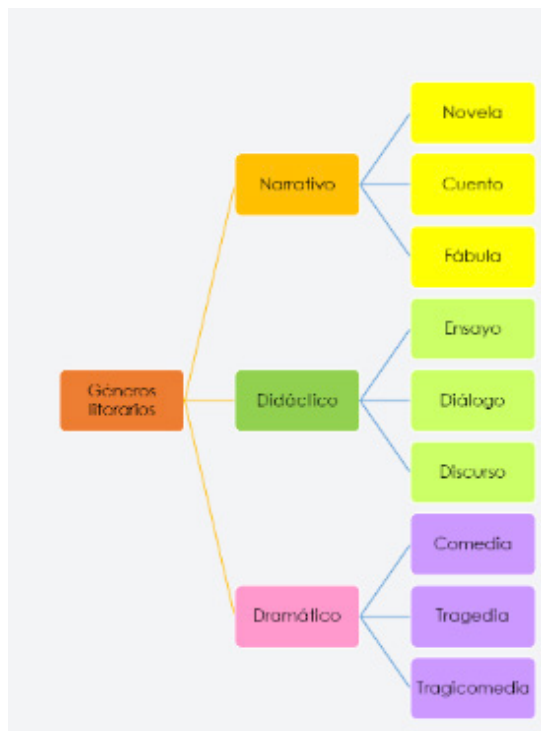 Géneros
literarios
Narrativo
Novela
Cuento
Fábula
Didáctico
Ensayo
Diálogo
Discurso
Dramático
Comedia
Tragedia
Tragicomedia